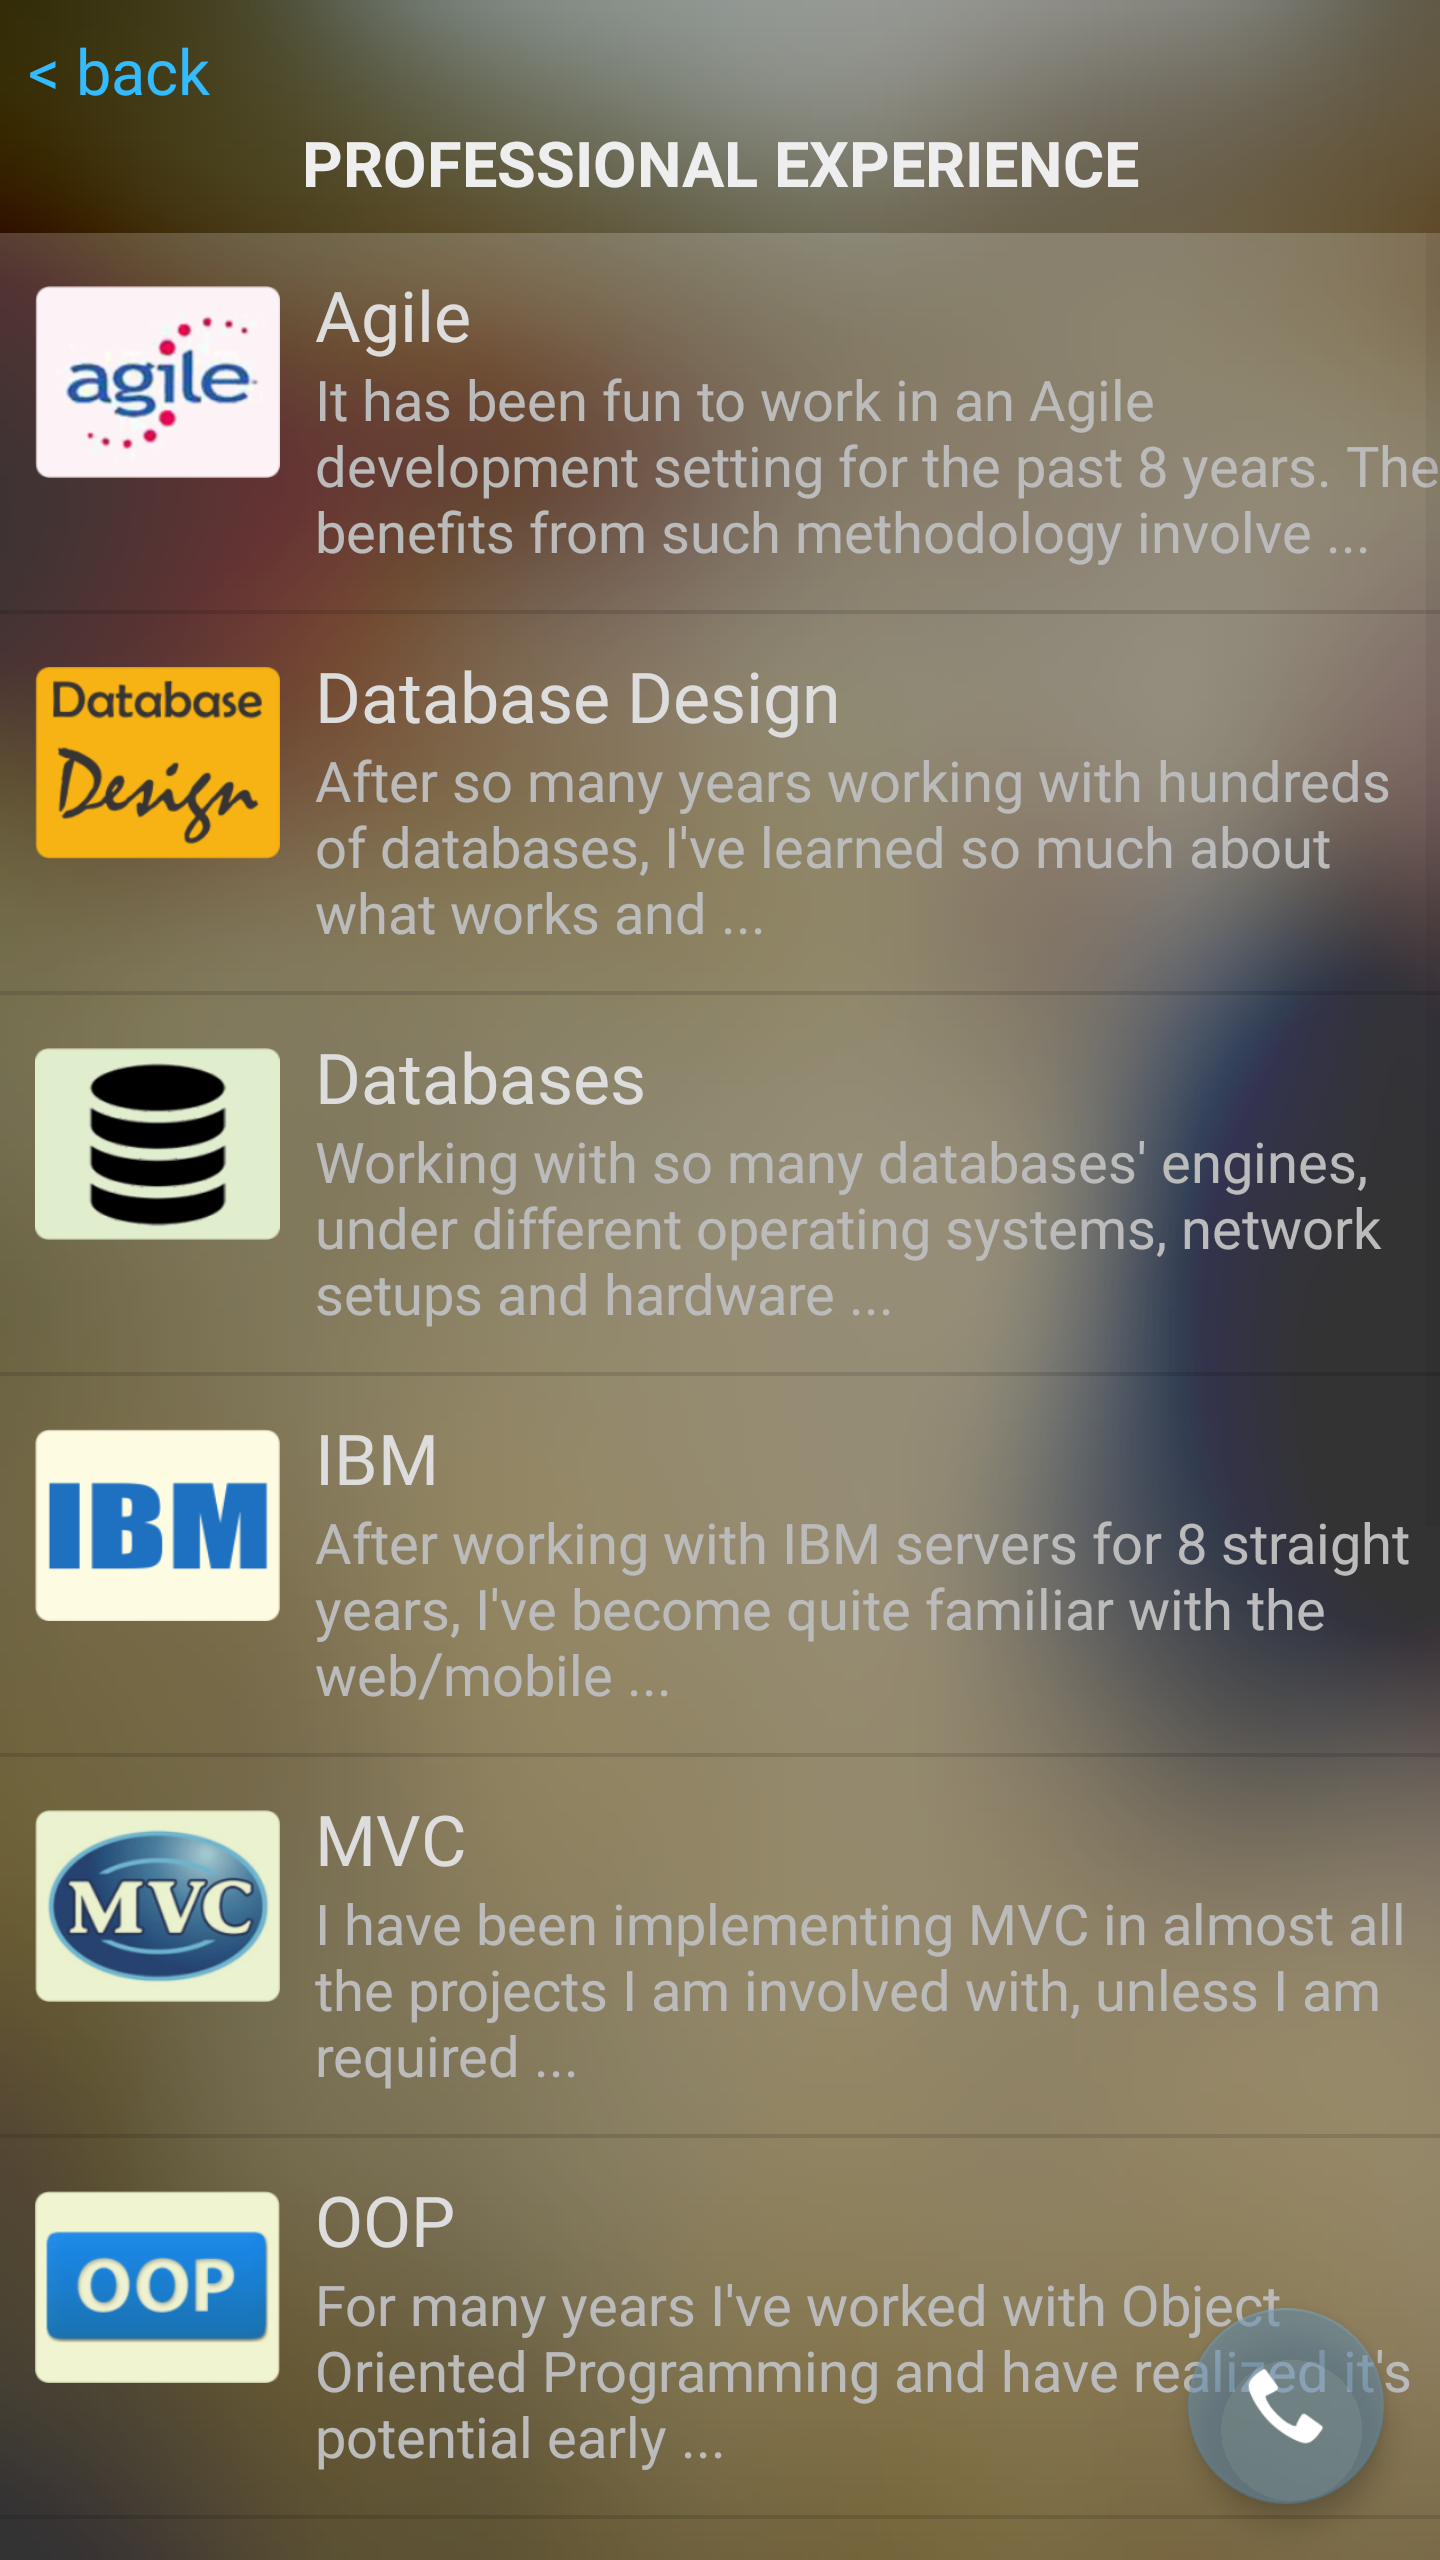 < back
PROFESSIONAL EXPERIENCE
agile
Agile
It has been fun to work in an Agile
development setting for the past 8 years. The
benefits from such methodology involve ...
Database
Design
Database Design
After so many years working with hundreds
of databases, I've learned so much about
what works and ...
Databases
Working with so many databases' engines,
under different operating systems, network
setups and hardware ...
IBM
IBM
After working with IBM servers for 8 straight
years, I've become quite familiar with the
web/mobile ...
MVC
MVC
I have been implementing MVC in almost all
the projects I am involved with, unless I am
required ...
OOP
OOP
For many years I've worked with Object
Oriented Programming and have realized it's
potential early ...